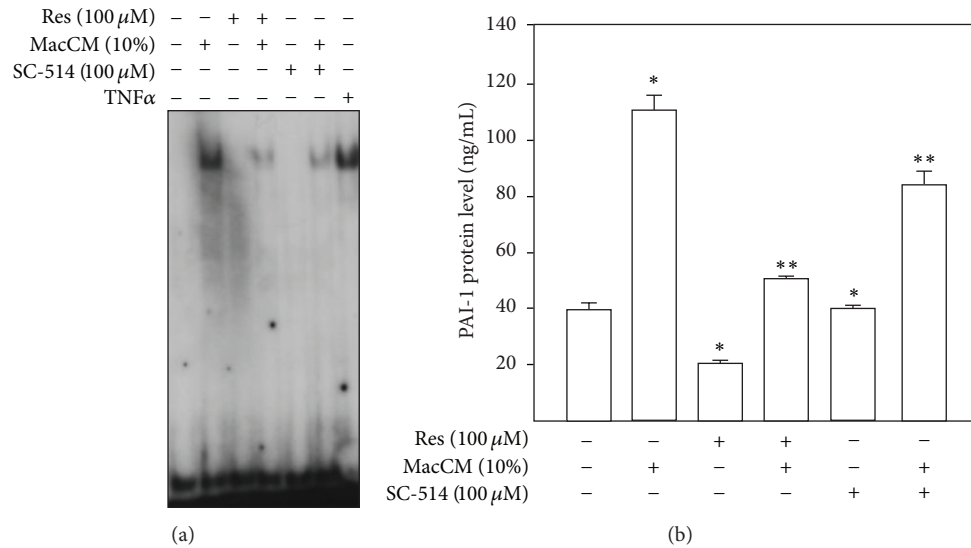 Res (100 μM) – – + + – – –
MacCM (10%) – + – + – + –
SC-514 (100 μM) – – – – + + –
TNFα – – – – – – +
(a)
PAI-1 protein level (ng/mL)
140
120
100
80
60
40
20
*
*
**
*
**
Res (100 μM) – – + + – –
MacCM (10%) – + – + – +
SC-514 (100 μM) – – – – + +
(b)